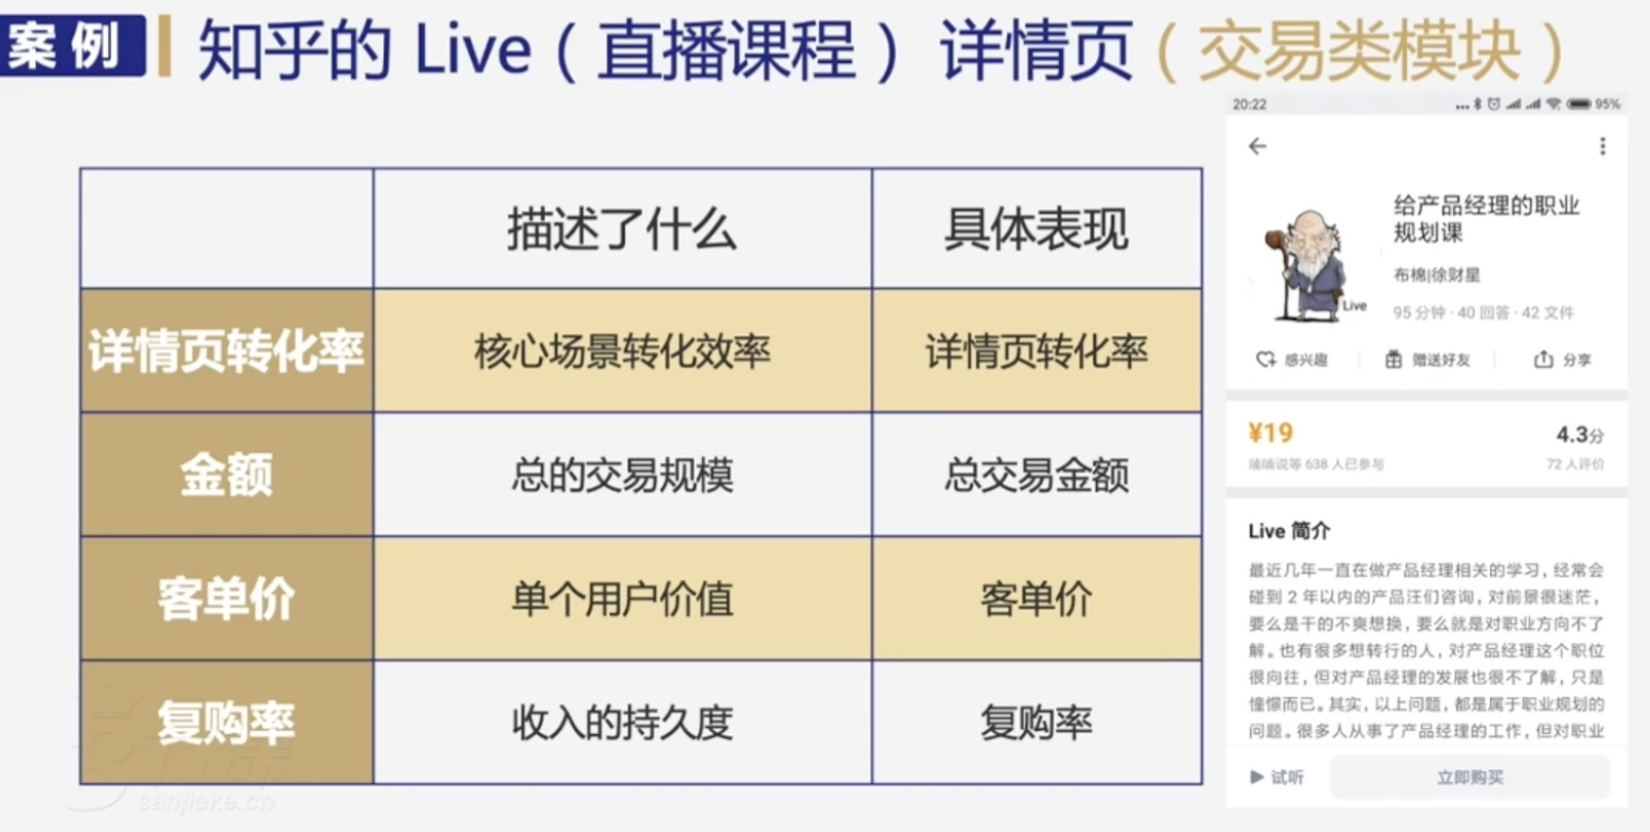 案例 知乎的 Live（直播课程） 详情页（交易类模块）
描述了什么 具体表现
详情页转化率 核心场景转化效率 详情页转化率
金额 总的交易规模 总交易金额
客单价 单个用户价值 客单价
复购率 收入的持久度 复购率
sanjieke.cn
20:22 95%
给产品经理的职业
规划课
布棉|徐财星
Live
95 分钟 · 40 回答 · 42 文件
感兴趣 赠送好友 分享
¥19 4.3分
喃喃说等 638 人已参与 72 人评价
Live 简介
最近几年一直在做产品经理相关的学习，经常会
碰到 2 年以内的产品汪们咨询，对前景很迷茫，
要么是干的不爽想换，要么就是对职业方向不了
解。也有很多想转行的人，对产品经理这个职位
很向往，但对产品经理的发展也很不了解，只是
憧憬而已。其实，以上问题，都是属于职业规划的
问题。很多人从事了产品经理的工作，但对职业
试听 立即购买